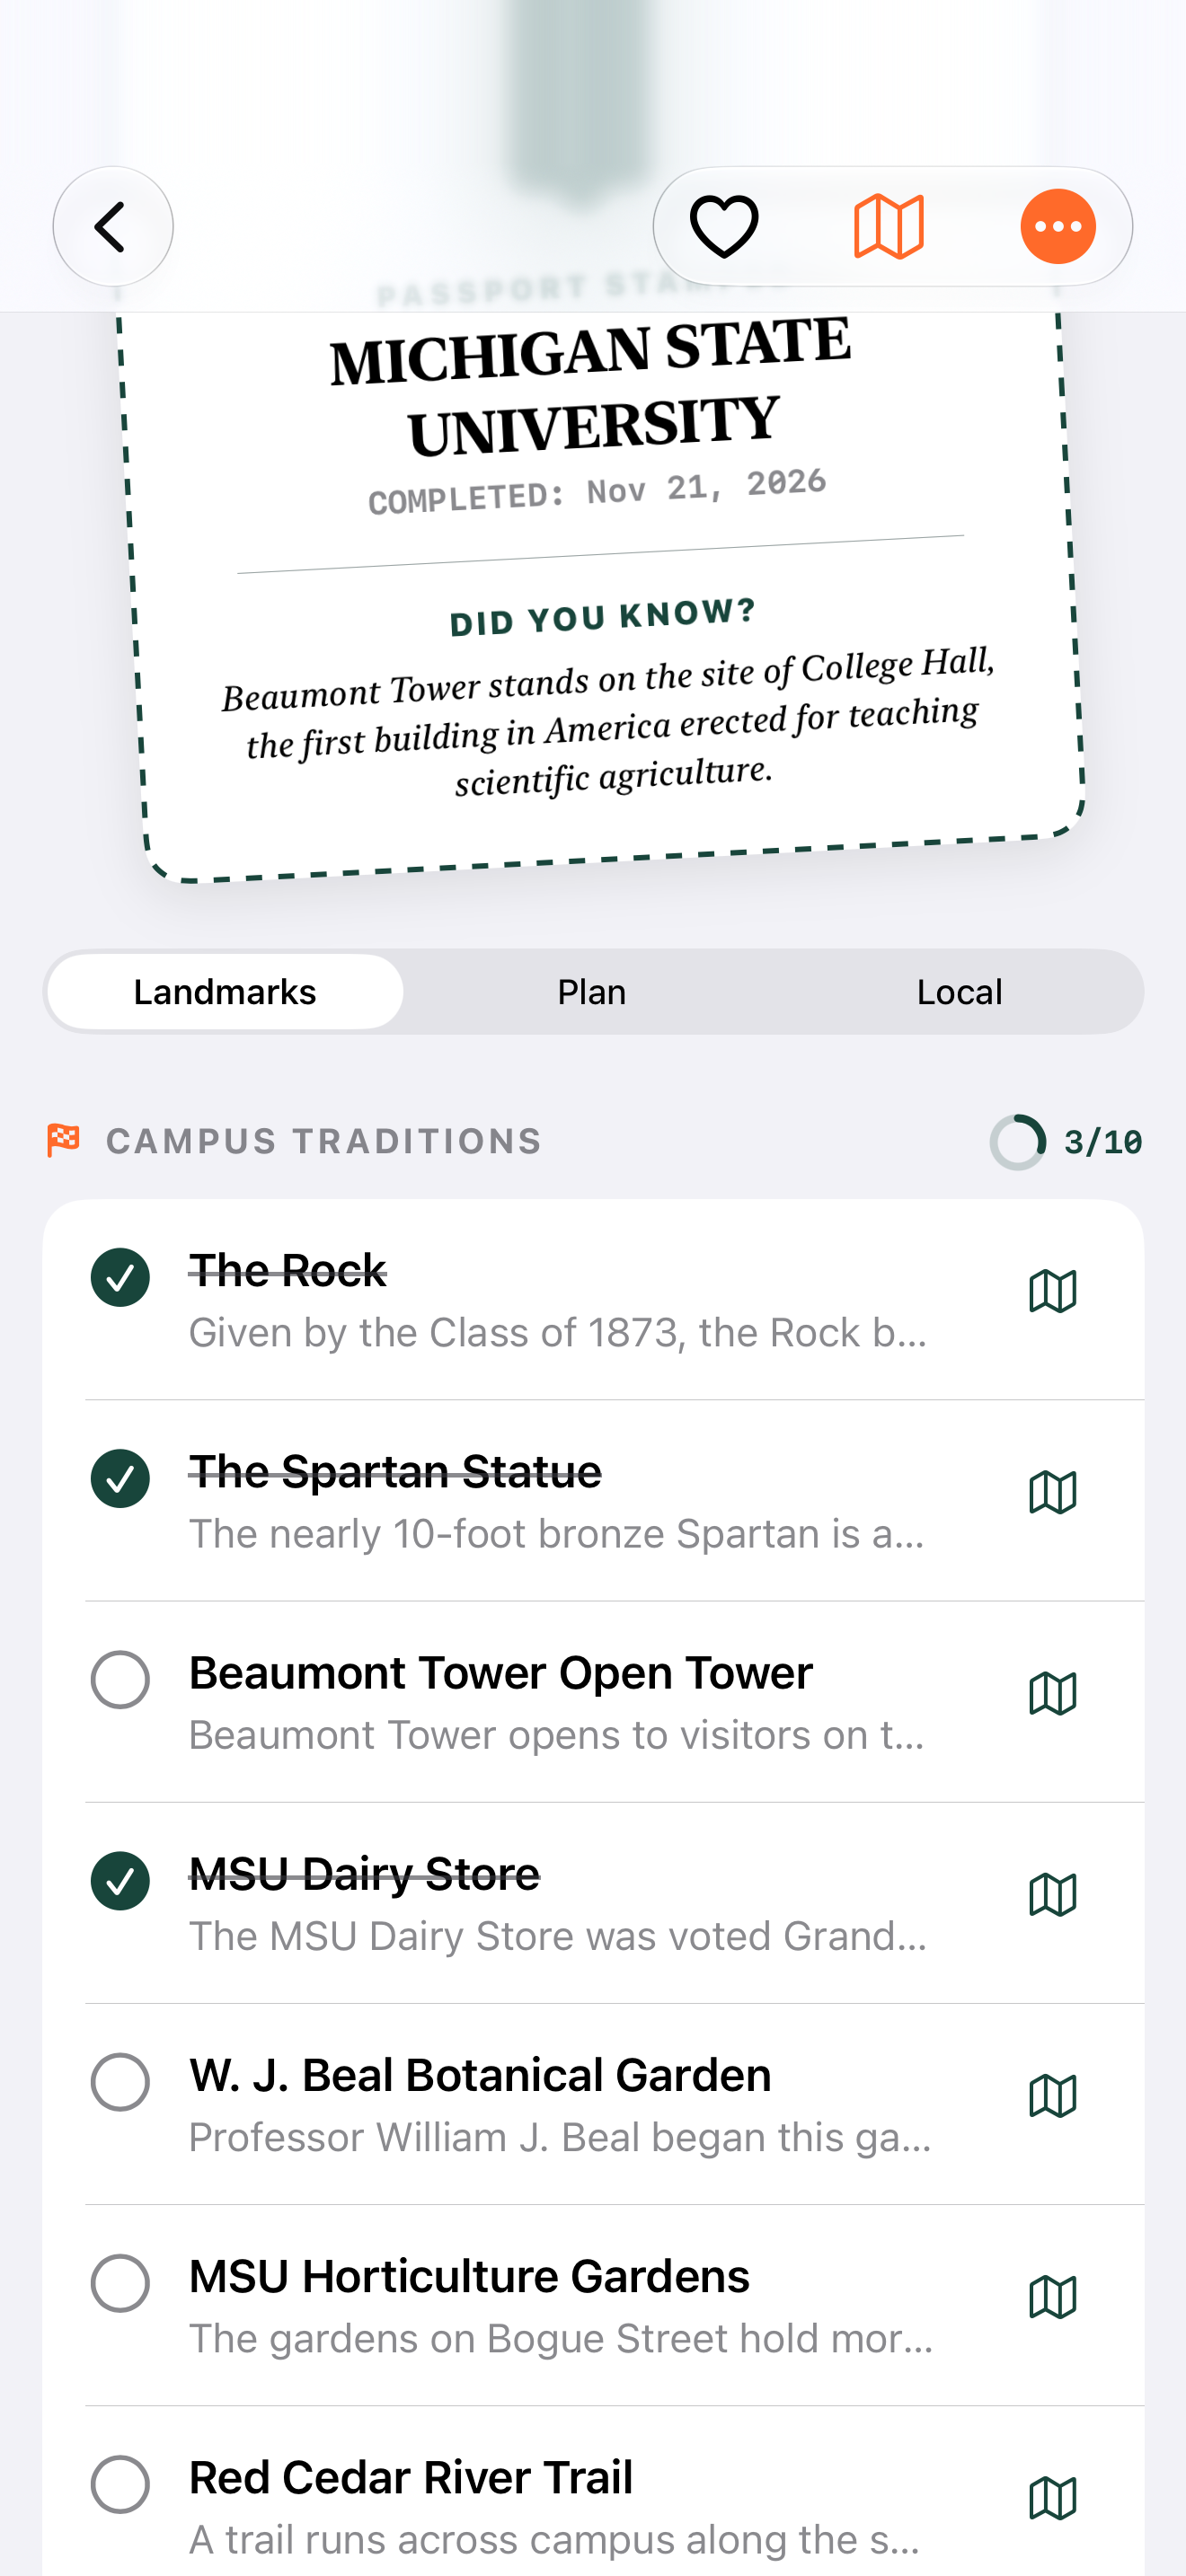 PASSPORT STAMPED
MICHIGAN STATE
UNIVERSITY
COMPLETED: Nov 21, 2026
DID YOU KNOW?
Beaumont Tower stands on the site of College Hall,
the first building in America erected for teaching
scientific agriculture.
Landmarks
Plan
Local
CAMPUS TRADITIONS
3/10
The Rock
Given by the Class of 1873, the Rock b...
The Spartan Statue
The nearly 10-foot bronze Spartan is a...
Beaumont Tower Open Tower
Beaumont Tower opens to visitors on t...
MSU Dairy Store
The MSU Dairy Store was voted Grand...
W. J. Beal Botanical Garden
Professor William J. Beal began this ga...
MSU Horticulture Gardens
The gardens on Bogue Street hold mor...
Red Cedar River Trail
A trail runs across campus along the s...